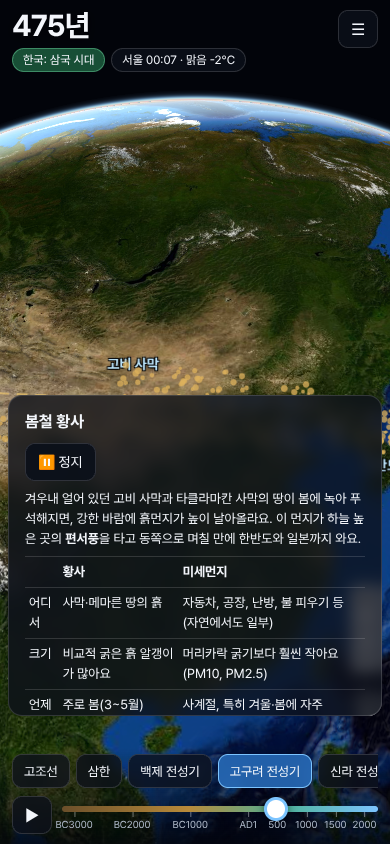 475년
☰
한국: 삼국 시대
서울 00:07 · 맑음 -2°C
고비 사막
봄철 황사
⏸ 정지
겨우내 얼어 있던 고비 사막과 타클라마칸 사막의 땅이 봄에 녹아 푸
석해지면, 강한 바람에 흙먼지가 높이 날아올라요. 이 먼지가 하늘 높
은 곳의 편서풍을 타고 동쪽으로 며칠 만에 한반도와 일본까지 와요.
황사 미세먼지
어디 사막·메마른 땅의 흙 자동차, 공장, 난방, 불 피우기 등
서 (자연에서도 일부)
크기 비교적 굵은 흙 알갱이 머리카락 굵기보다 훨씬 작아요
가 많아요 (PM10, PM2.5)
언제 주로 봄(3~5월) 사계절, 특히 겨울·봄에 자주
고조선 삼한 백제 전성기 고구려 전성기 신라 전성
▶
BC3000 BC2000 BC1000 AD1 500 1000 1500 2000